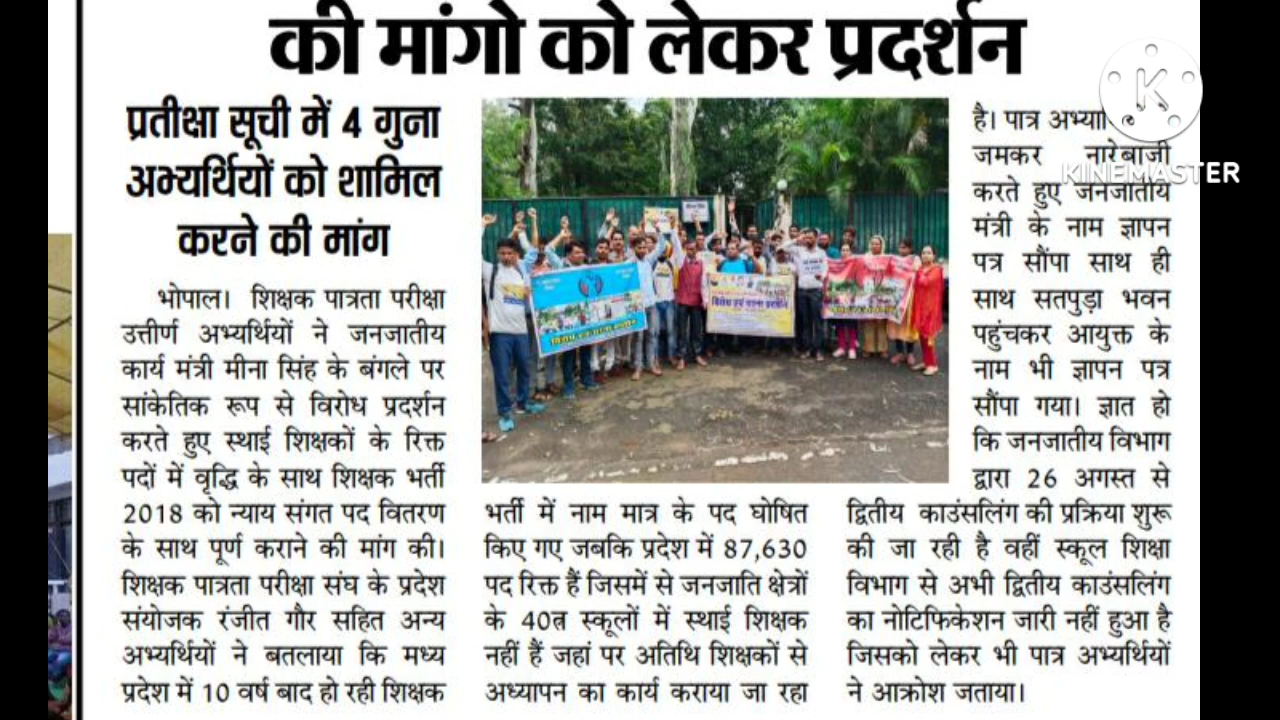 की मांगो को लेकर प्रदर्शन
प्रतीक्षा सूची में 4 गुना
अभ्यर्थियों को शामिल
करने की मांग
भोपाल। शिक्षक पात्रता परीक्षा
उत्तीर्ण अभ्यर्थियों ने जनजातीय
कार्य मंत्री मीना सिंह के बंगले पर
सांकेतिक रूप से विरोध प्रदर्शन
करते हुए स्थाई शिक्षकों के रिक्त
पदों में वृद्धि के साथ शिक्षक भर्ती
2018 को न्याय संगत पद वितरण
के साथ पूर्ण कराने की मांग की।
शिक्षक पात्रता परीक्षा संघ के प्रदेश
संयोजक रंजीत गौर सहित अन्य
अभ्यर्थियों ने बतलाया कि मध्य
प्रदेश में 10 वर्ष बाद हो रही शिक्षक
भर्ती में नाम मात्र के पद घोषित
किए गए जबकि प्रदेश में 87,630
पद रिक्त हैं जिसमें से जनजाति क्षेत्रों
के 40त्न स्कूलों में स्थाई शिक्षक
नहीं हैं जहां पर अतिथि शिक्षकों से
अध्यापन का कार्य कराया जा रहा
है। पात्र
जमकर नारेबाजी
करते हुए जनजातीय
मंत्री के नाम ज्ञापन
पत्र सौंपा साथ ही
साथ सतपुड़ा भवन
पहुंचकर आयुक्त के
नाम भी ज्ञापन पत्र
सौंपा गया। ज्ञात हो
कि जनजातीय विभाग
द्वारा 26 अगस्त से
द्वितीय काउंसलिंग की प्रक्रिया शुरू
की जा रही है वहीं स्कूल शिक्षा
विभाग से अभी द्वितीय काउंसलिंग
का नोटिफिकेशन जारी नहीं हुआ है
जिसको लेकर भी पात्र अभ्यर्थियों
ने आक्रोश जताया।
K
KINEMASTER